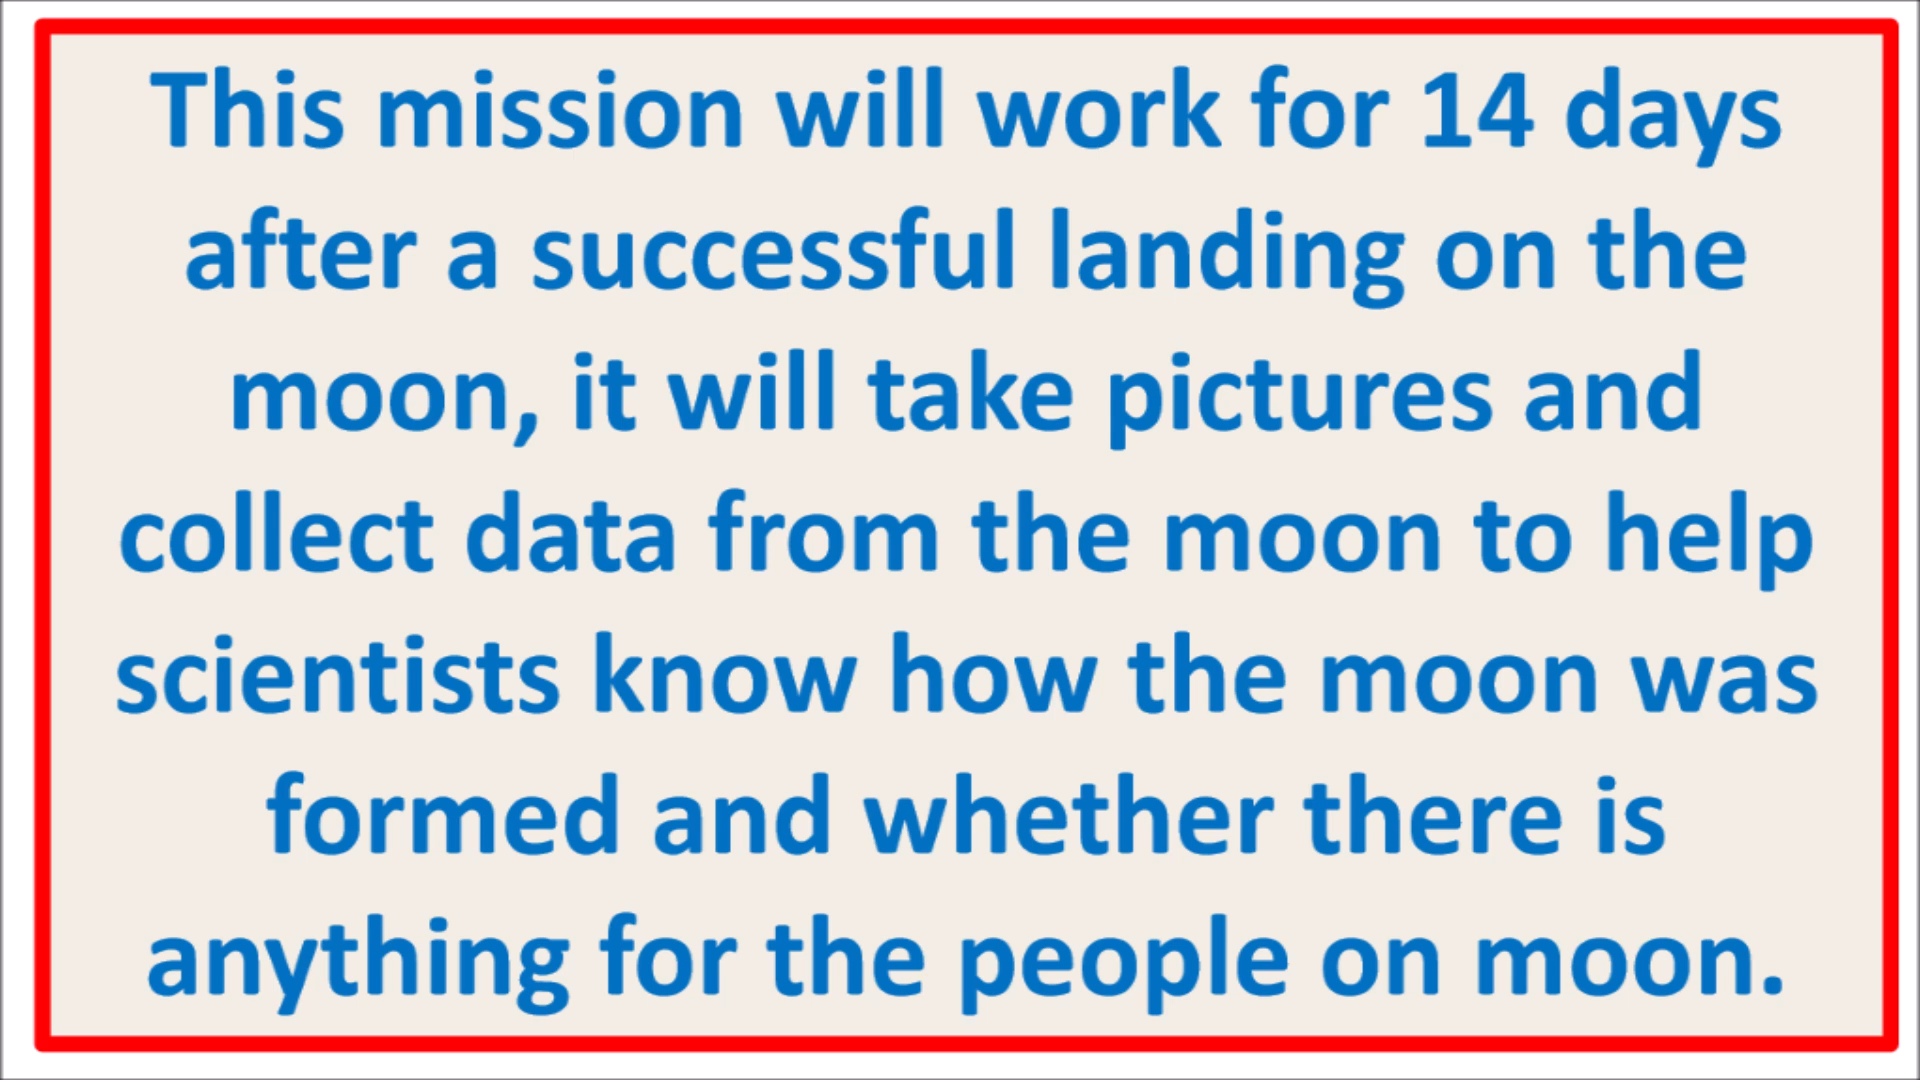 This mission will work for 14 days
after a successful landing on the
moon, it will take pictures and
collect data from the moon to help
scientists know how the moon was
formed and whether there is
anything for the people on moon.